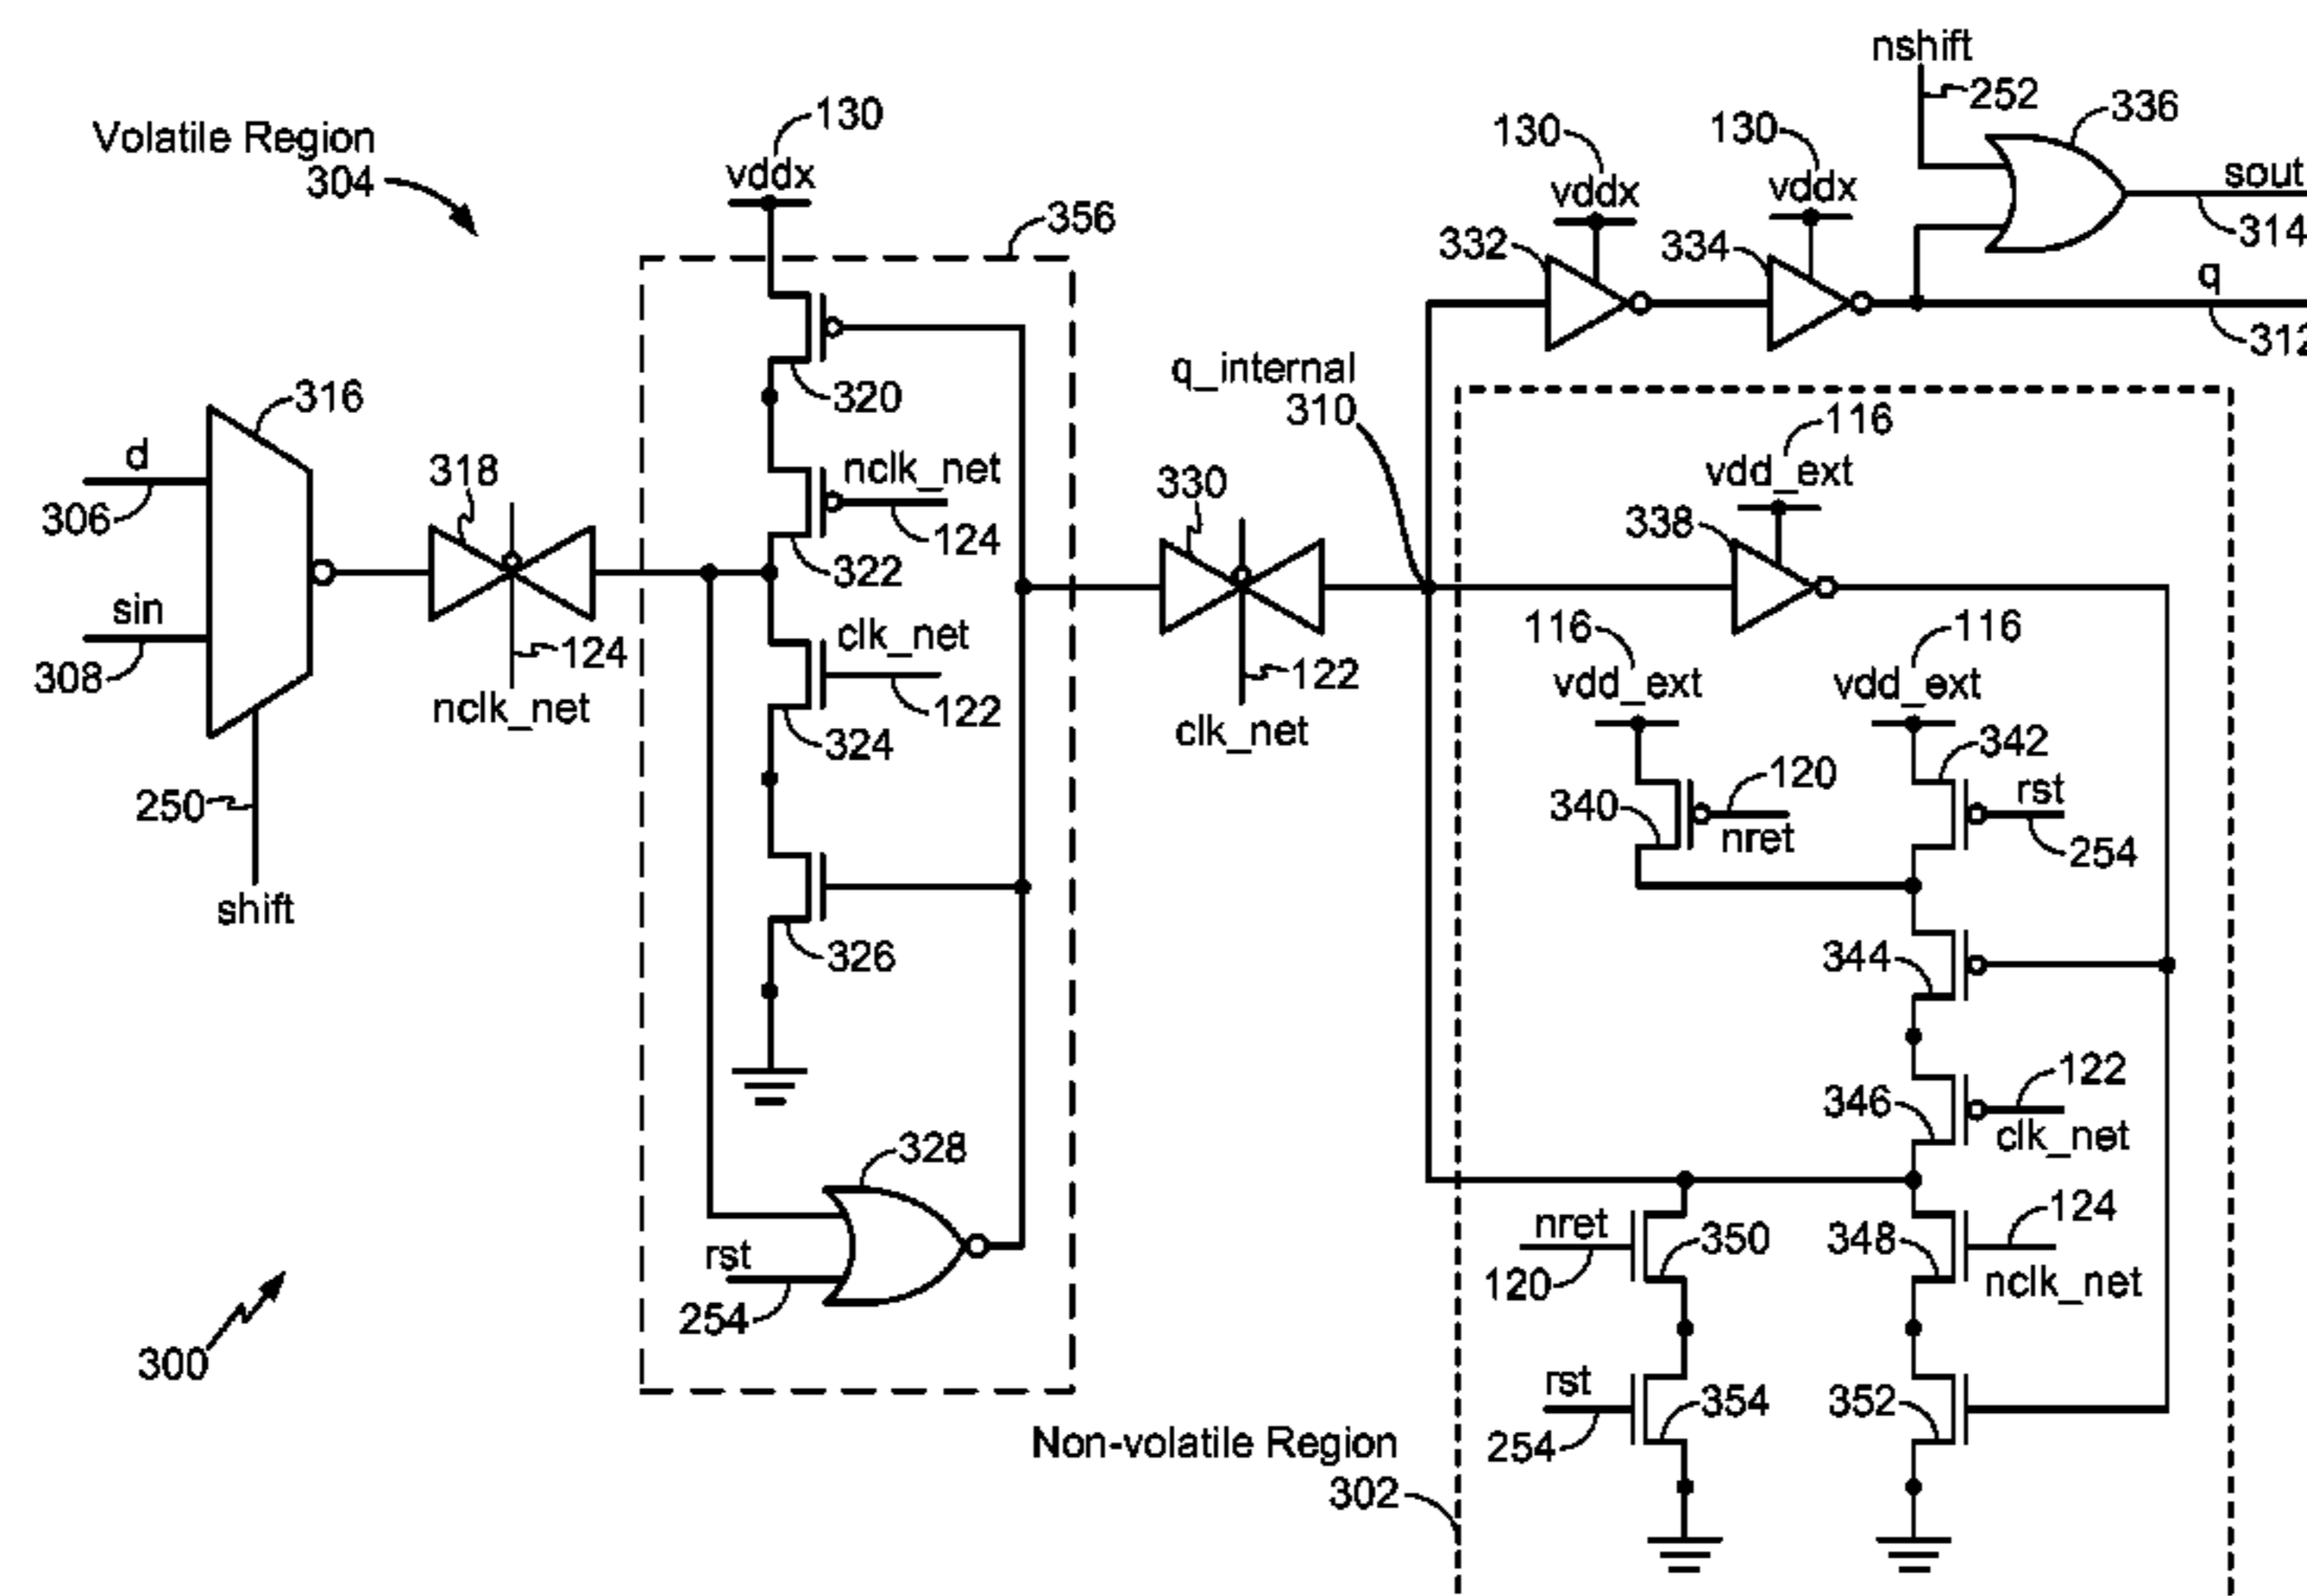 nshift
252
336
sout
314
q
312
130
vddx
130
vddx
332
334
Volatile Region
304
130
vddx
356
320
nclk_net
124
322
clk_net
122
324
326
328
rst
254
316
d
306
sin
308
250
shift
318
124
nclk_net
330
122
clk_net
q_internal
310
116
vdd_ext
338
116
vdd_ext
116
vdd_ext
342
rst
254
340
120
nret
344
346
122
clk_net
nret
120
350
348
124
nclk_net
rst
254
354
352
300
Non-volatile Region
302